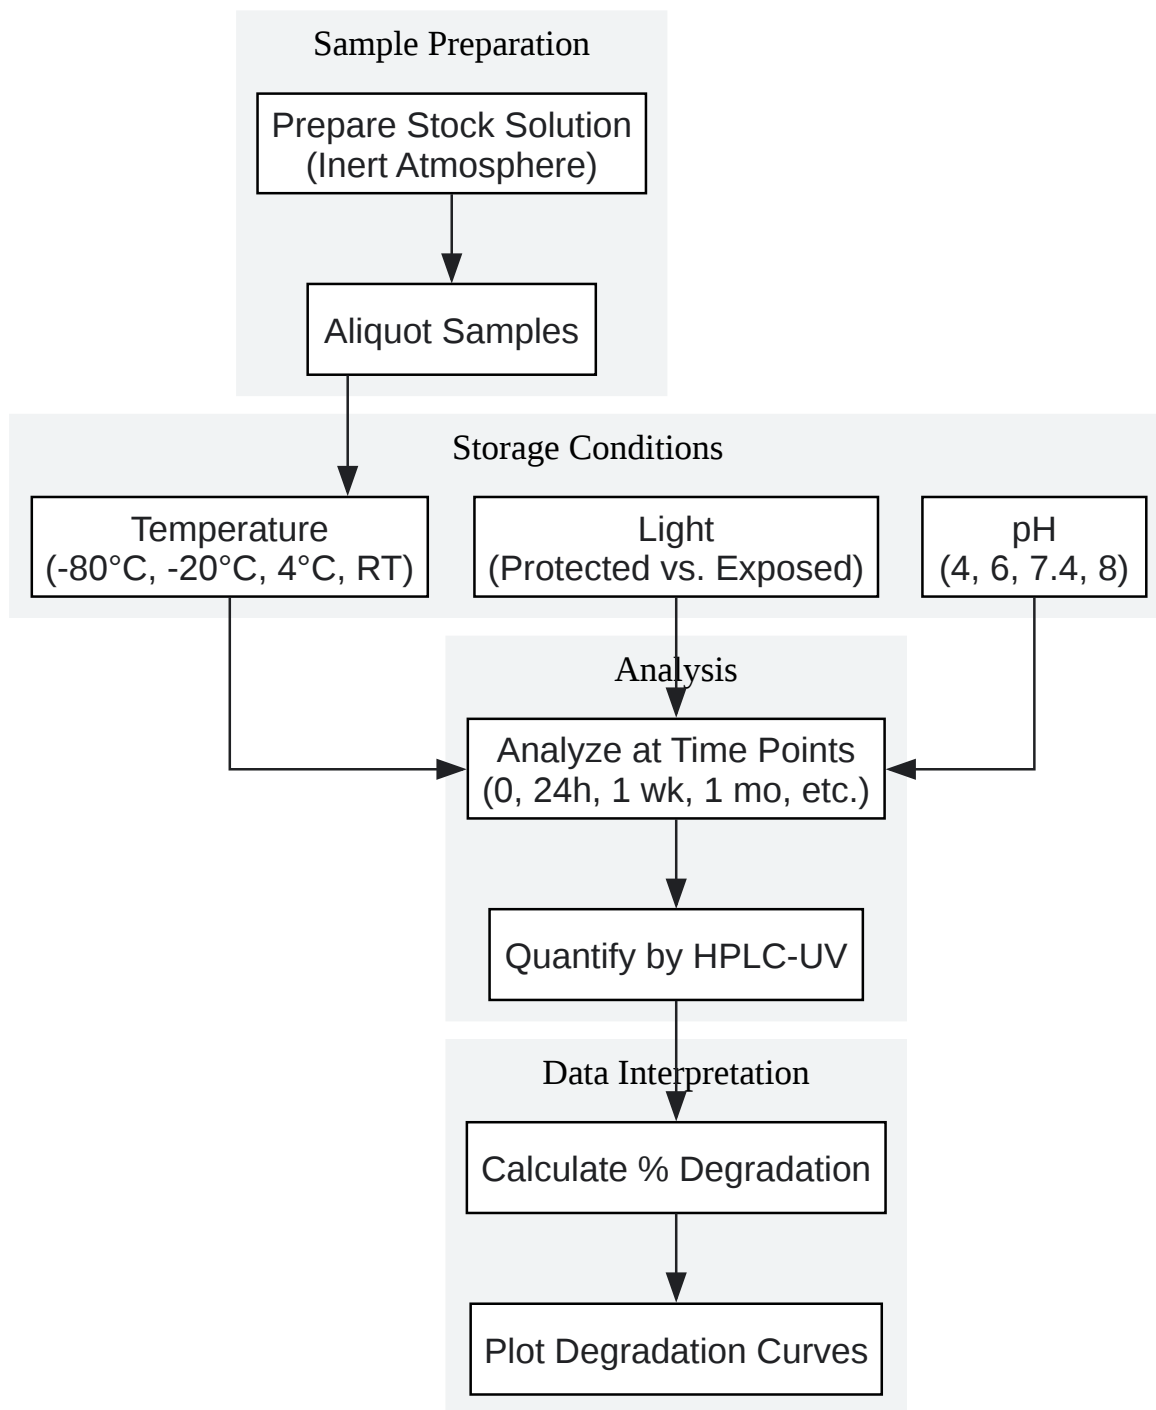 Sample Preparation
Prepare Stock Solution
(Inert Atmosphere)
Aliquot Samples
Storage Conditions
Temperature
(-80°C, -20°C, 4°C, RT)
Light
(Protected vs. Exposed)
pH
(4, 6, 7.4, 8)
Analysis
Analyze at Time Points
(0, 24h, 1 wk, 1 mo, etc.)
Quantify by HPLC-UV
Data Interpretation
Calculate % Degradation
Plot Degradation Curves